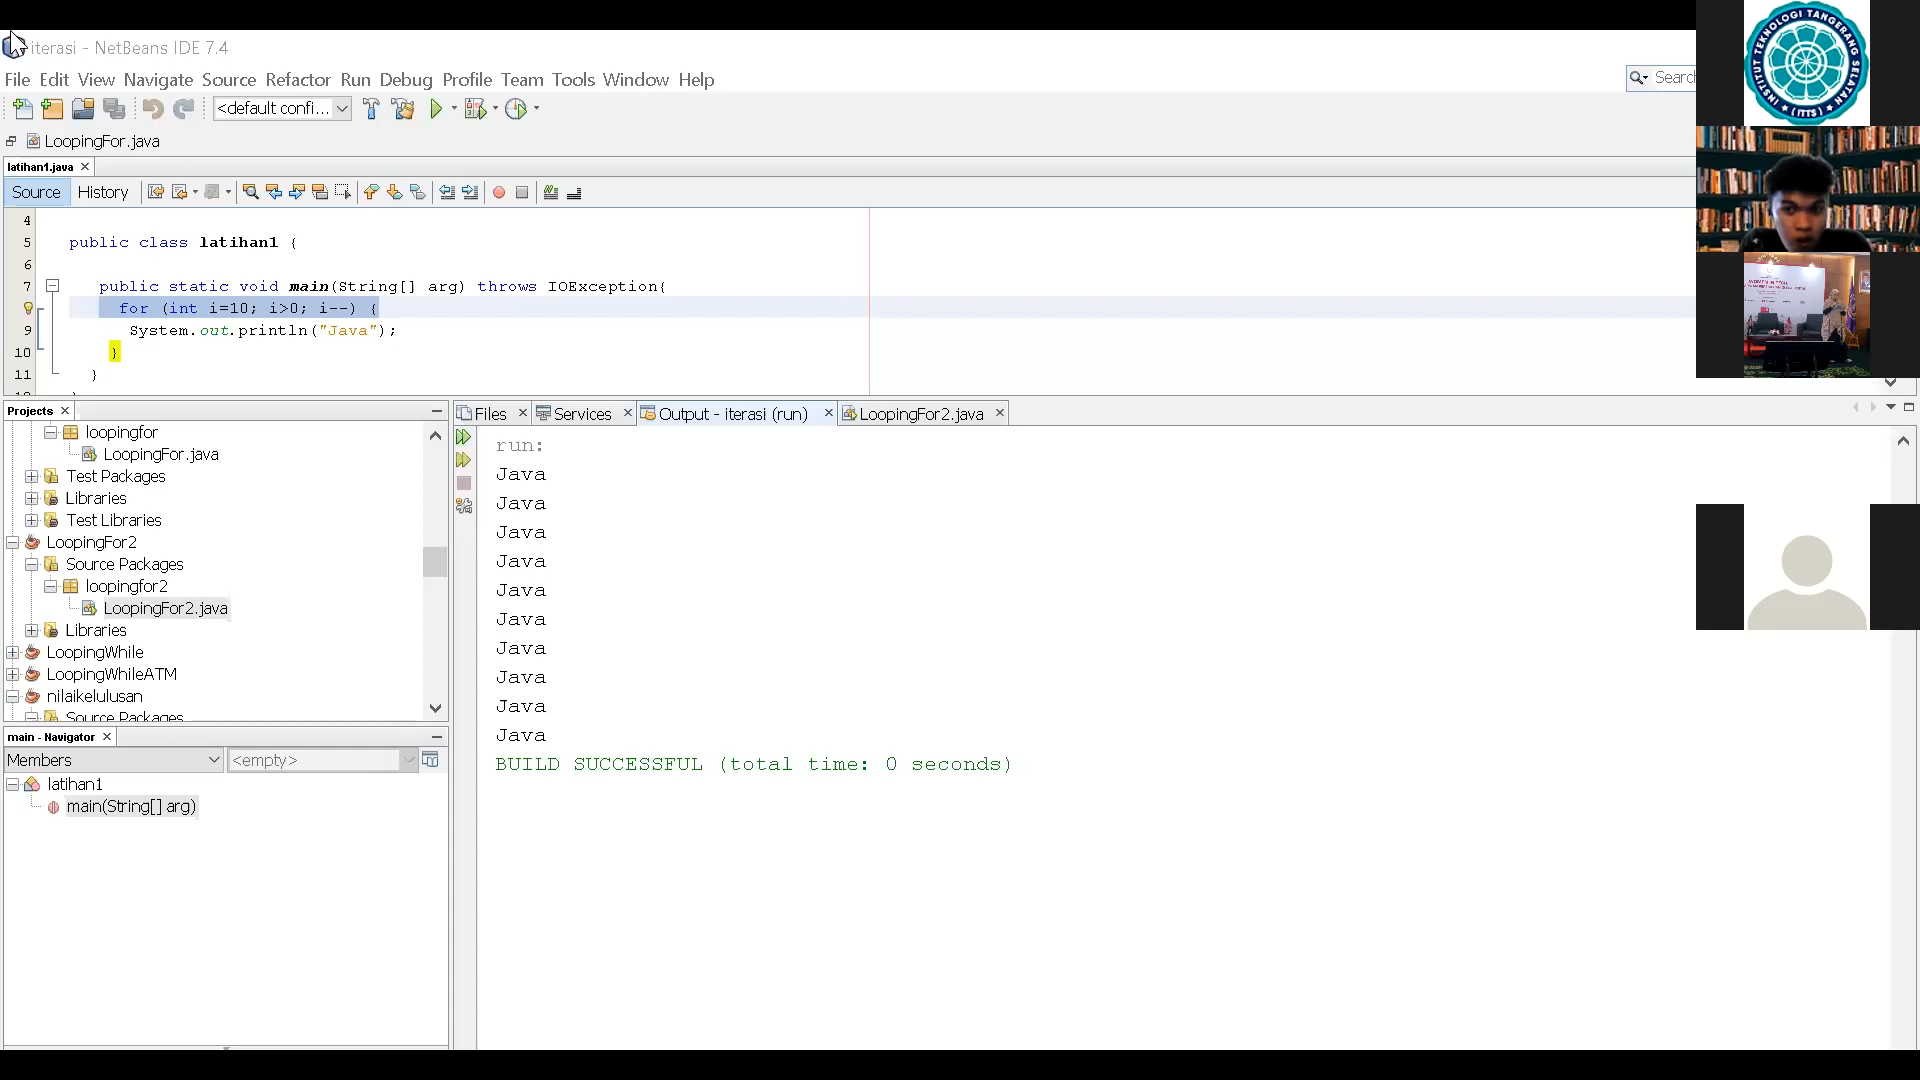 iterasi - NetBeans IDE 7.4
File Edit View Navigate Source Refactor Run Debug Profile Team Tools Window Help
Search
<default confi...
LoopingFor.java
latihan1.java
Source History
4
5 public class latihan1 {
6
7 public static void main(String[] arg) throws IOException{
for (int i=10; i>0; i--) {
9 System.out.println("Java");
10 }
11 }
Projects
loopingfor
LoopingFor.java
Test Packages
Libraries
Test Libraries
LoopingFor2
Source Packages
loopingfor2
LoopingFor2.java
Libraries
LoopingWhile
LoopingWhileATM
nilaikelulusan
Source Packages
main - Navigator
Members <empty>
latihan1
main(String[] arg)
Files Services Output - iterasi (run) LoopingFor2.java
run:
Java
Java
Java
Java
Java
Java
Java
Java
Java
Java
BUILD SUCCESSFUL (total time: 0 seconds)
INSTITUT TEKNOLOGI TANGERANG SELATAN
(ITTS)